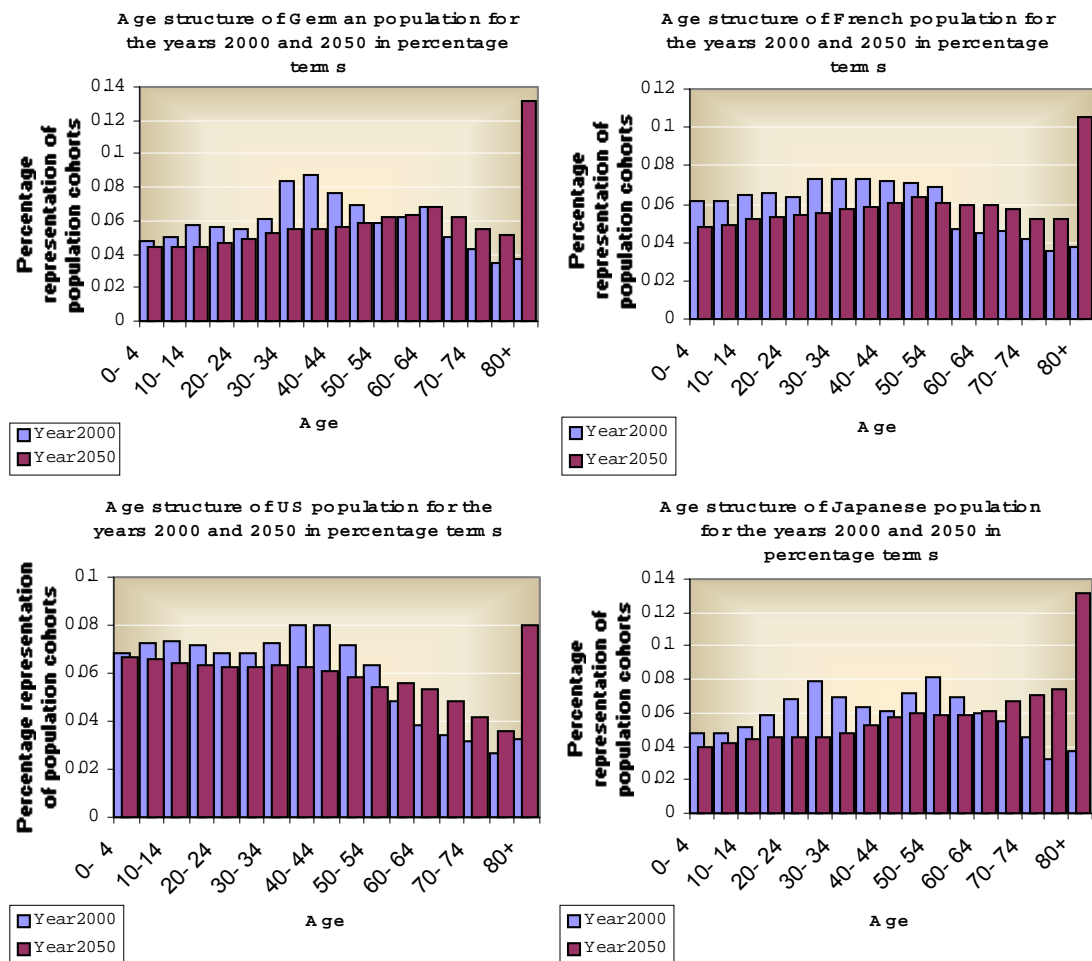 Age structure of German population for
the years 2000 and 2050 in percentage
terms
Percentage
representation of
population cohorts
0.14
0.12
0.1
0.08
0.06
0.04
0.02
0
0- 4
10-14
20- 24
30-34
40- 44
50- 54
60- 64
70- 74
80+
Age
Year2000
Year2050
Age structure of French population for
the years 2000 and 2050 in percentage
terms
Percentage
representation of
population cohorts
0.12
0.1
0.08
0.06
0.04
0.02
0
0- 4
10-14
20- 24
30-34
40- 44
50- 54
60- 64
70- 74
80+
Age
Year2000
Year2050
Age structure of US population for the
years 2000 and 2050 in percentage terms
Percentage representation
of population cohorts
0.1
0.08
0.06
0.04
0.02
0
0- 4
10-14
20- 24
30-34
40- 44
50- 54
60- 64
70- 74
80+
Age
Year2000
Year2050
Age structure of Japanese population
for the years 2000 and 2050 in
percentage terms
Percentage
representation of
population cohorts
0.14
0.12
0.1
0.08
0.06
0.04
0.02
0
0- 4
10-14
20- 24
30-34
40- 44
50- 54
60- 64
70- 74
80+
Age
Year2000
Year2050